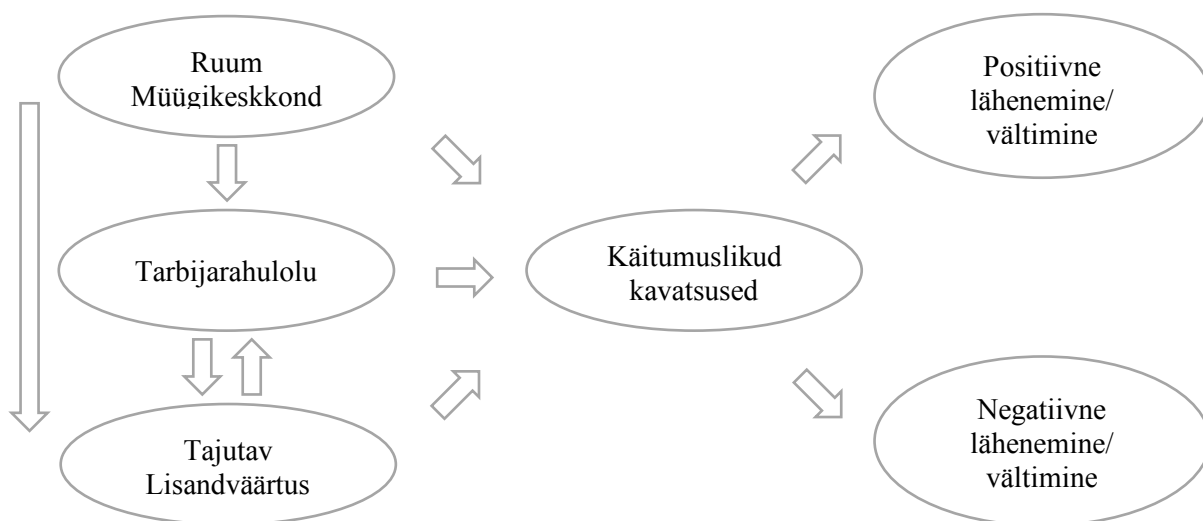 Ruum
Müügikeskkond
Tarbijarahulolu
Tajutav
Lisandväärtus
Käitumuslikud
kavatsused
Positiivne
lähenemine/
vältimine
Negatiivne
lähenemine/
vältimine